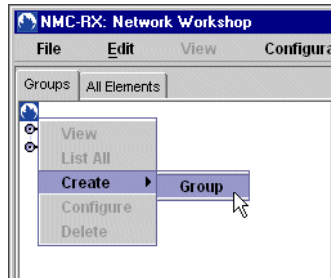 NMC-RX: Network Workshop
File Edit View Configura
Groups All Elements
View
List All
Create Group
Configure
Delete